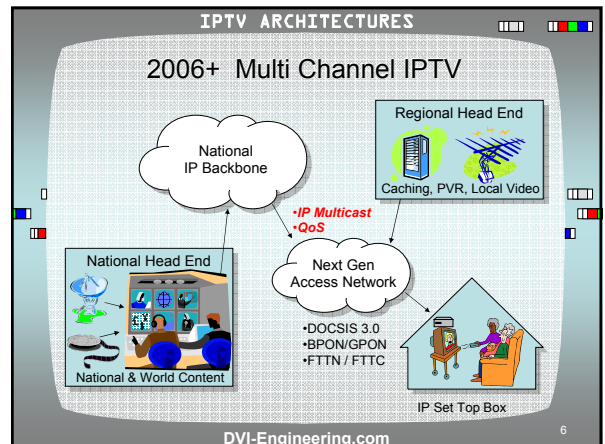 IPTV ARCHITECTURES
2006+ Multi Channel IPTV
National
IP Backbone
Regional Head End
Caching, PVR, Local Video
•IP Multicast
•QoS
National Head End
National & World Content
Next Gen
Access Network
•DOCSIS 3.0
•BPON/GPON
•FTTN / FTTC
IP Set Top Box
DVI-Engineering.com
6